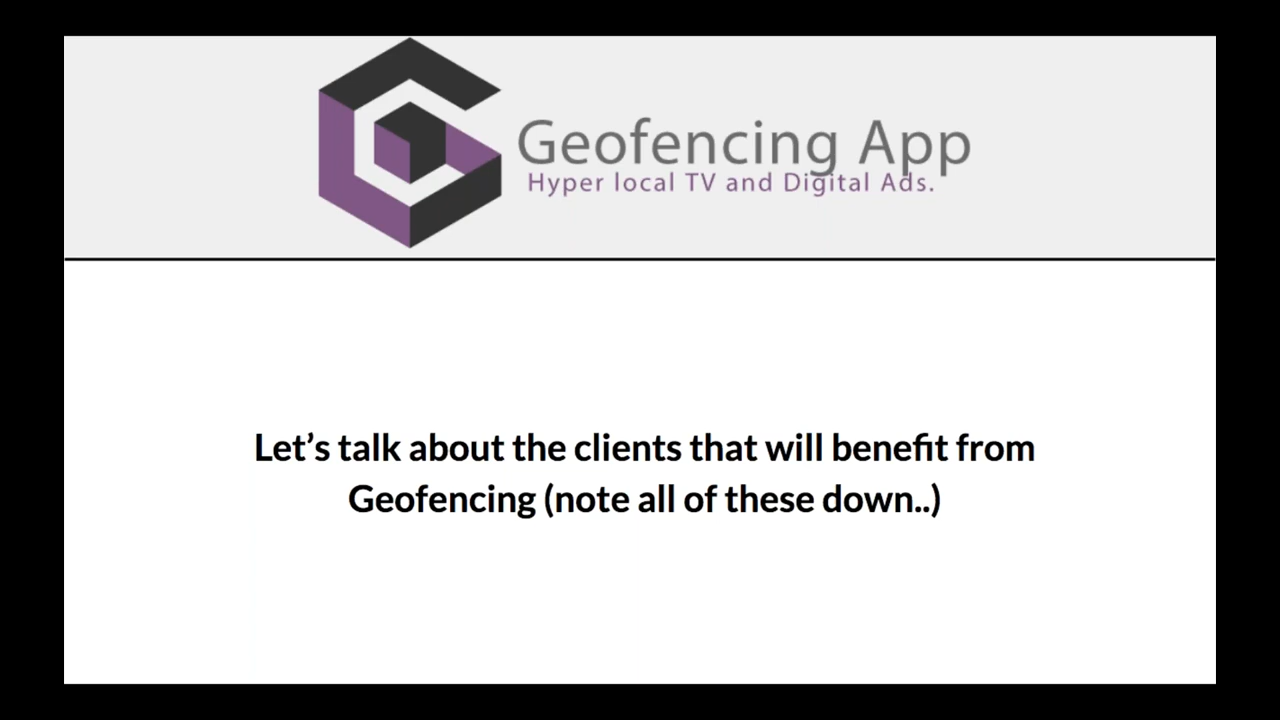 Geofencing App
Hyper local TV and Digital Ads.
Let’s talk about the clients that will benefit from
Geofencing (note all of these down..)